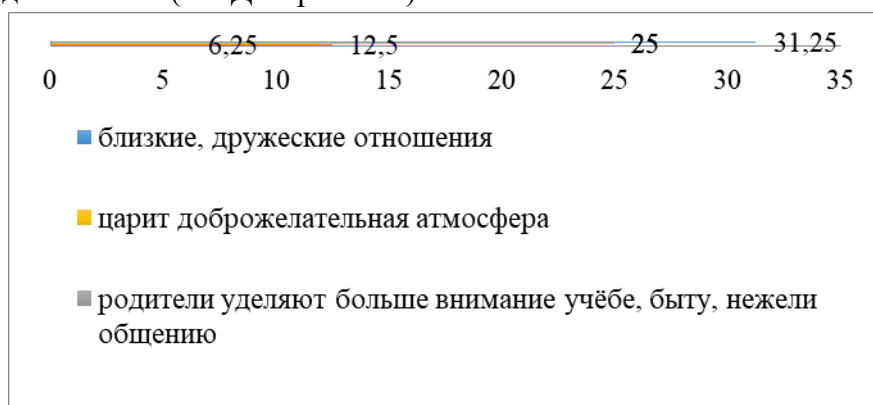 6,25 12,5 25 31,25
0 5 10 15 20 25 30 35
близкие, дружеские отношения
царит доброжелательная атмосфера
родители уделяют больше внимание учёбе, быту, нежели
общению